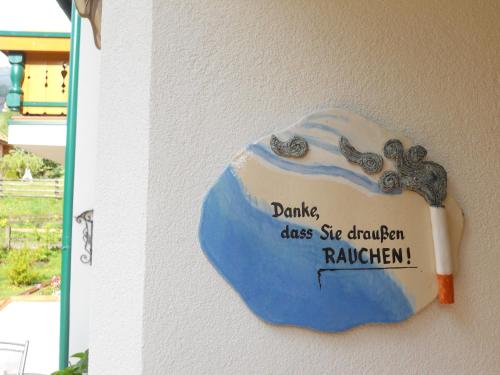 Danke,
dass Sie draußen
RAUCHEN!